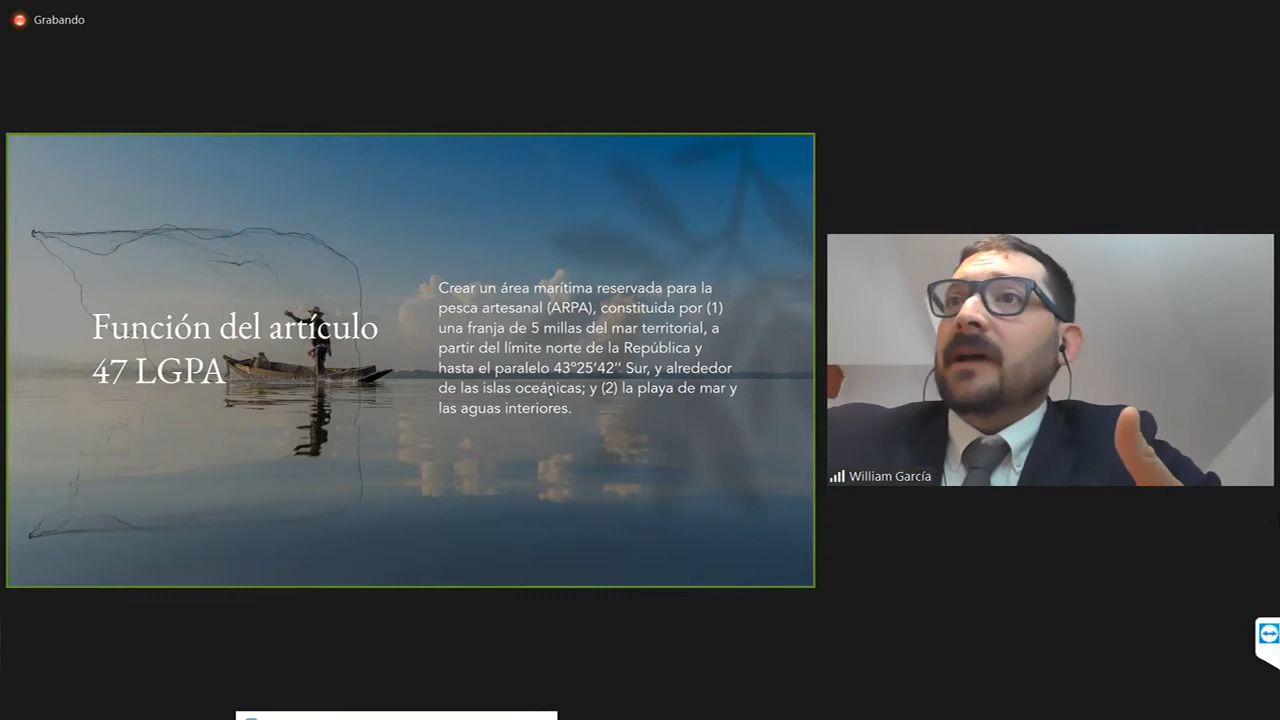 Grabando
Función del artículo
47 LGPA
Crear un área marítima reservada para la
pesca artesanal (ARPA), constituida por (1)
una franja de 5 millas del mar territorial, a
partir del límite norte de la República y
hasta el paralelo 43º25’42’’ Sur, y alrededor
de las islas oceánicas; y (2) la playa de mar y
las aguas interiores.
William García